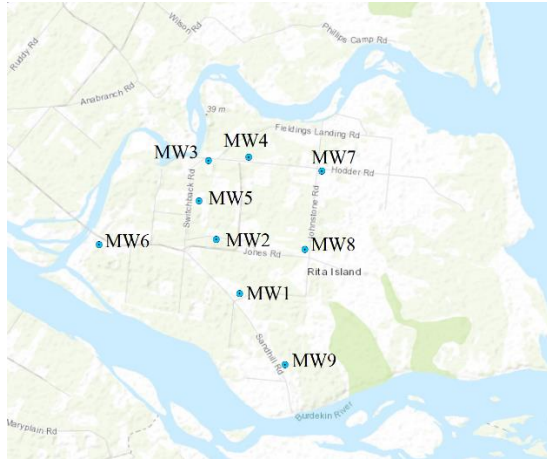 Wilson Rd
Phillips Camp Rd
Ruddy Rd
Anabranch Rd
39 m
Fieldings Landing Rd
MW3
MW4
MW7
Hodder Rd
Switchback Rd
MW5
Johnstone Rd
MW6
MW2
MW8
Jones Rd
Rita Island
MW1
Sandhill Rd
MW9
Burdekin River
Maryplain Rd